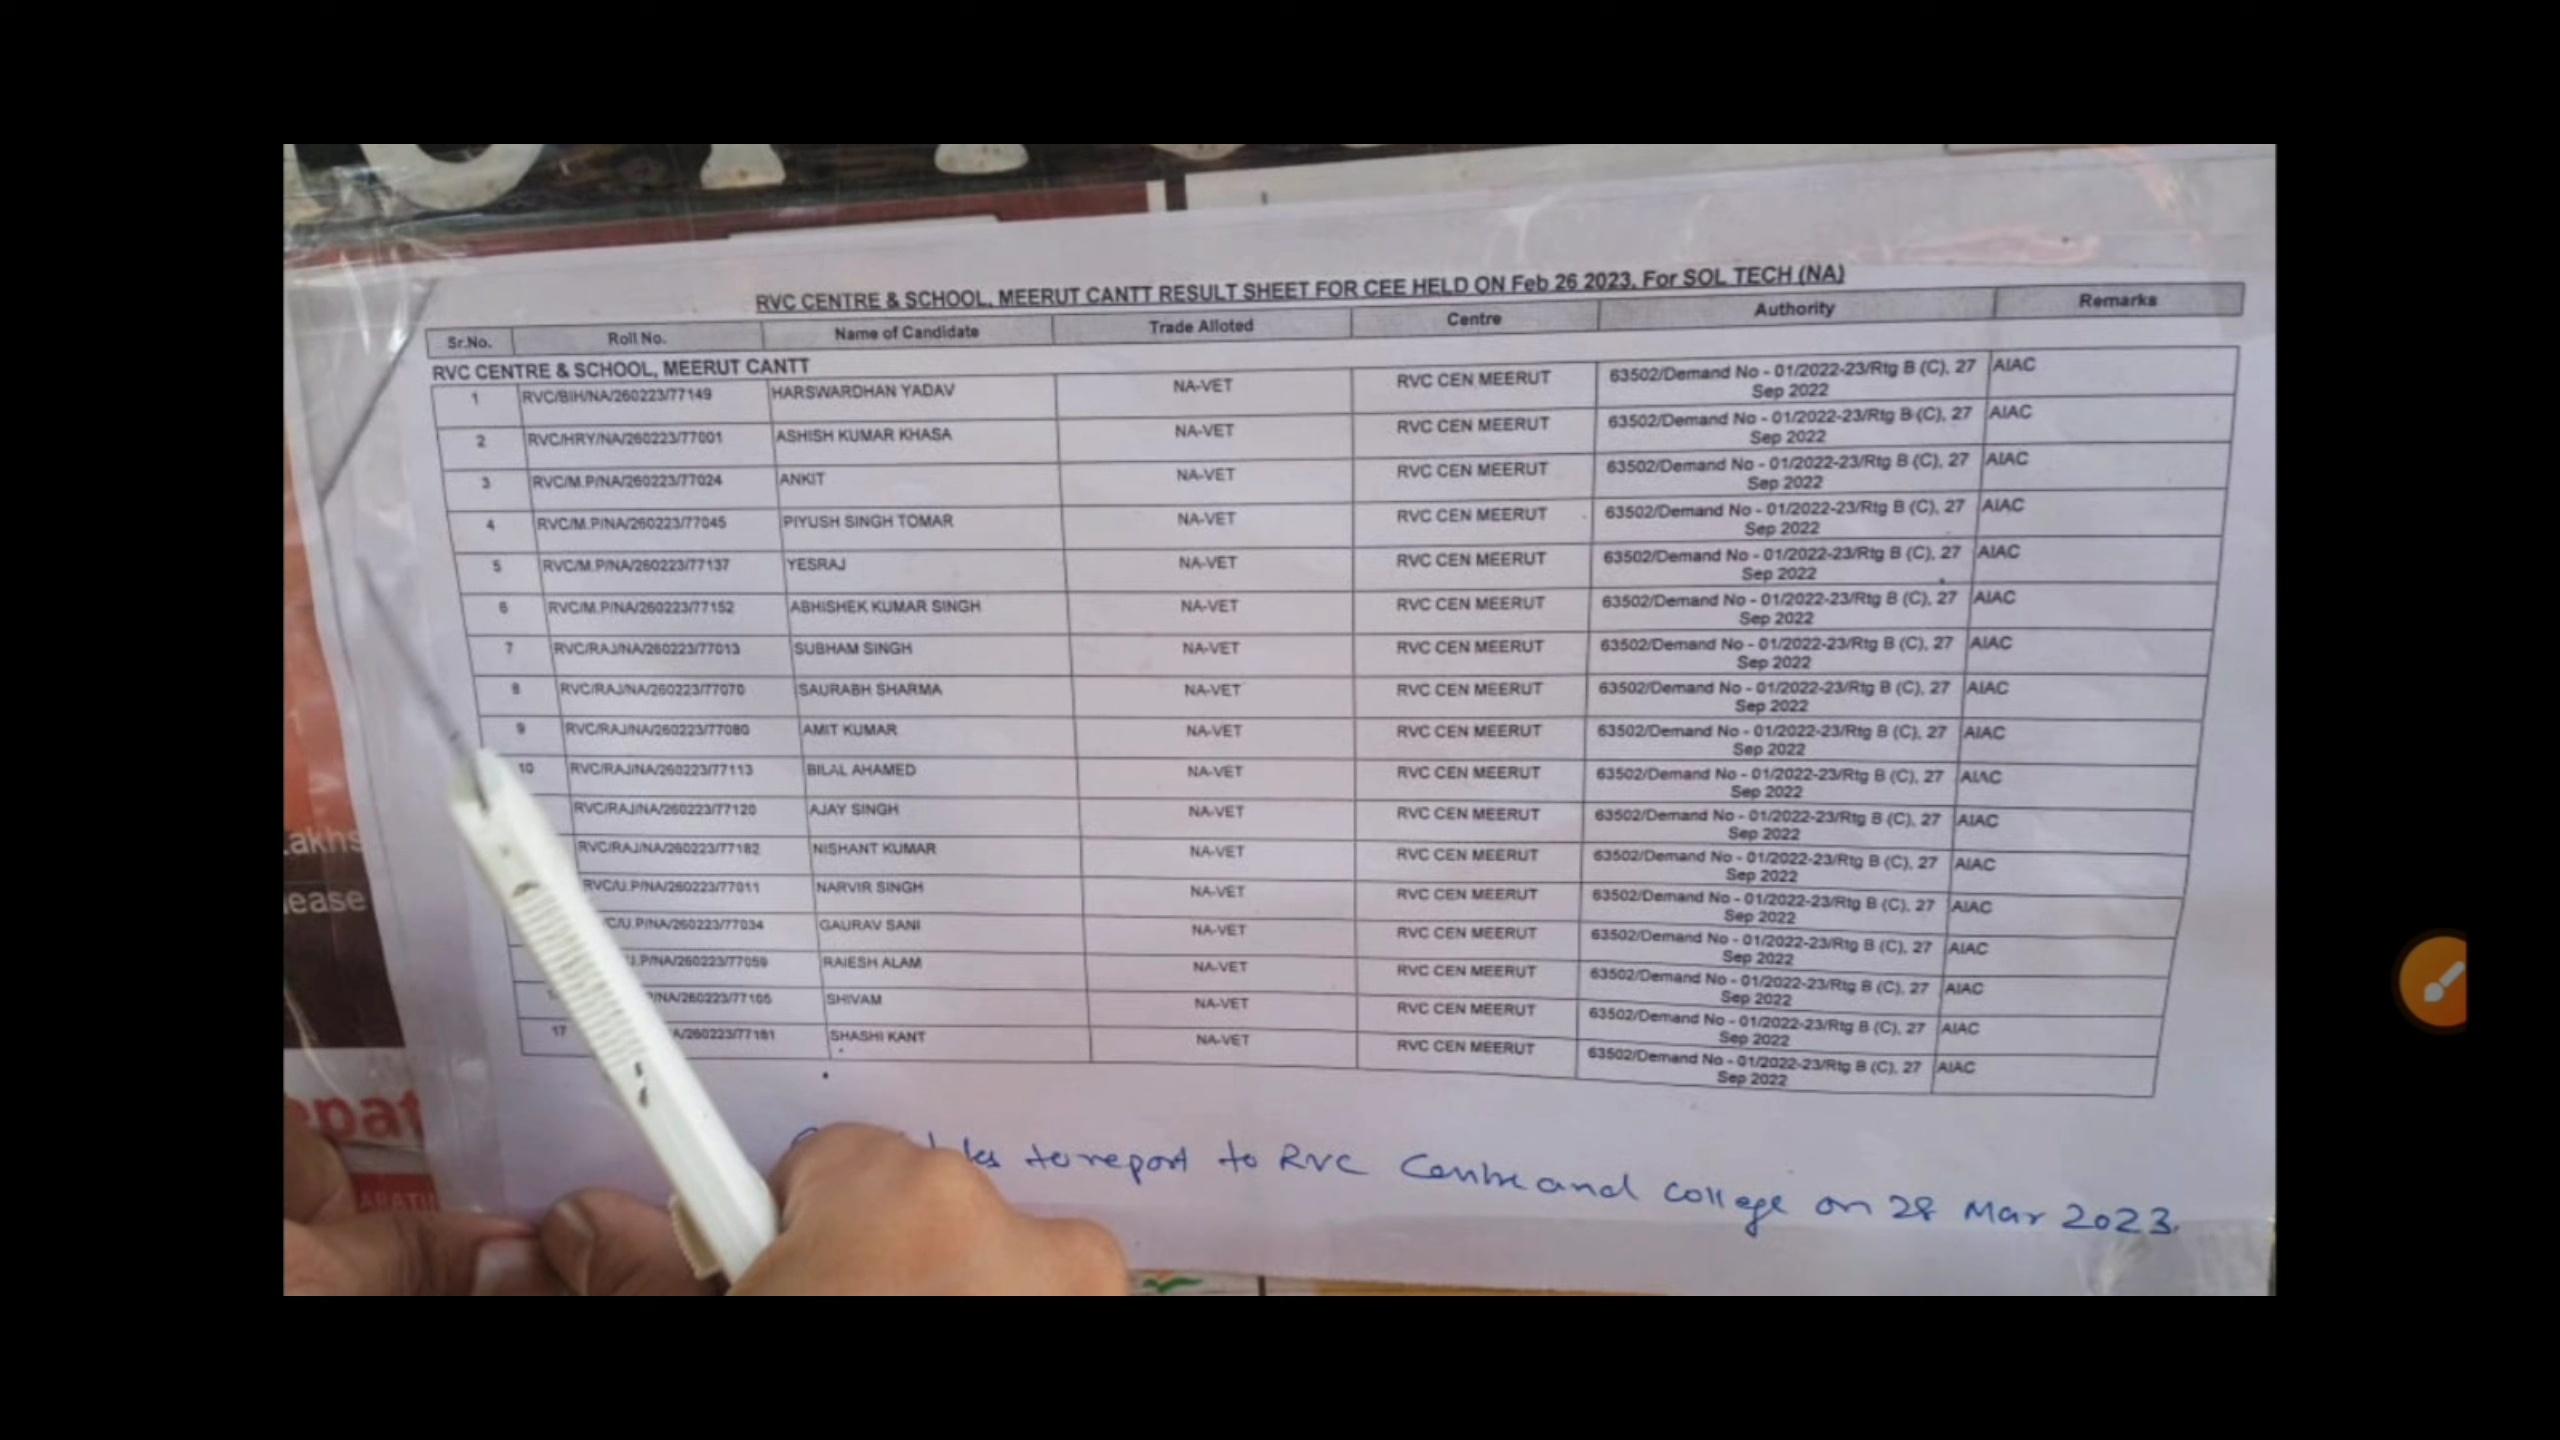 RVC CENTRE & SCHOOL, MEERUT CANTT RESULT SHEET FOR CEE HELD ON Feb 26 2023, For SOL TECH (NA)
Sr.No. Roll No. Name of Candidate Trade Alloted Centre Authority Remarks
RVC CENTRE & SCHOOL, MEERUT CANTT
1 RVC/BIH/NA/260223/77149 HARSWARDHAN YADAV NA-VET RVC CEN MEERUT 63502/Demand No - 01/2022-23/Rtg B (C), 27 AIAC
Sep 2022
2 RVC/HRY/NA/260223/77001 ASHISH KUMAR KHASA NA-VET RVC CEN MEERUT 63502/Demand No - 01/2022-23/Rtg B (C), 27 AIAC
Sep 2022
3 RVC/M.P/NA/260223/77024 ANKIT NA-VET RVC CEN MEERUT 63502/Demand No - 01/2022-23/Rtg B (C), 27 AIAC
Sep 2022
4 RVC/M.P/NA/260223/77045 PIYUSH SINGH TOMAR NA-VET RVC CEN MEERUT 63502/Demand No - 01/2022-23/Rtg B (C), 27 AIAC
Sep 2022
5 RVC/M.P/NA/260223/77137 YESRAJ NA-VET RVC CEN MEERUT 63502/Demand No - 01/2022-23/Rtg B (C), 27 AIAC
Sep 2022
6 RVC/M.P/NA/260223/77152 ABHISHEK KUMAR SINGH NA-VET RVC CEN MEERUT 63502/Demand No - 01/2022-23/Rtg B (C), 27 AIAC
Sep 2022
7 RVC/RAJ/NA/260223/77013 SUBHAM SINGH NA-VET RVC CEN MEERUT 63502/Demand No - 01/2022-23/Rtg B (C), 27 AIAC
Sep 2022
8 RVC/RAJ/NA/260223/77070 SAURABH SHARMA NA-VET RVC CEN MEERUT 63502/Demand No - 01/2022-23/Rtg B (C), 27 AIAC
Sep 2022
9 RVC/RAJ/NA/260223/77080 AMIT KUMAR NA-VET RVC CEN MEERUT 63502/Demand No - 01/2022-23/Rtg B (C), 27 AIAC
Sep 2022
10 RVC/RAJ/NA/260223/77113 BILAL AHAMED NA-VET RVC CEN MEERUT 63502/Demand No - 01/2022-23/Rtg B (C), 27 AIAC
Sep 2022
RVC/RAJ/NA/260223/77120 AJAY SINGH NA-VET RVC CEN MEERUT 63502/Demand No - 01/2022-23/Rtg B (C), 27 AIAC
Sep 2022
RVC/RAJ/NA/260223/77182 NISHANT KUMAR NA-VET RVC CEN MEERUT 63502/Demand No - 01/2022-23/Rtg B (C), 27 AIAC
Sep 2022
RVC/U.P/NA/260223/77011 NARVIR SINGH NA-VET RVC CEN MEERUT 63502/Demand No - 01/2022-23/Rtg B (C), 27 AIAC
Sep 2022
C/U.P/NA/260223/77034 GAURAV SANI NA-VET RVC CEN MEERUT 63502/Demand No - 01/2022-23/Rtg B (C), 27 AIAC
Sep 2022
.P/NA/260223/77059 RAIESH ALAM NA-VET RVC CEN MEERUT 63502/Demand No - 01/2022-23/Rtg B (C), 27 AIAC
Sep 2022
/NA/260223/77105 SHIVAM NA-VET RVC CEN MEERUT 63502/Demand No - 01/2022-23/Rtg B (C), 27 AIAC
Sep 2022
17 A/260223/77181 SHASHI KANT NA-VET RVC CEN MEERUT 63502/Demand No - 01/2022-23/Rtg B (C), 27 AIAC
Sep 2022
to report to RVC Centre and college on 28 Mar 2023.
akhs
ease
epat